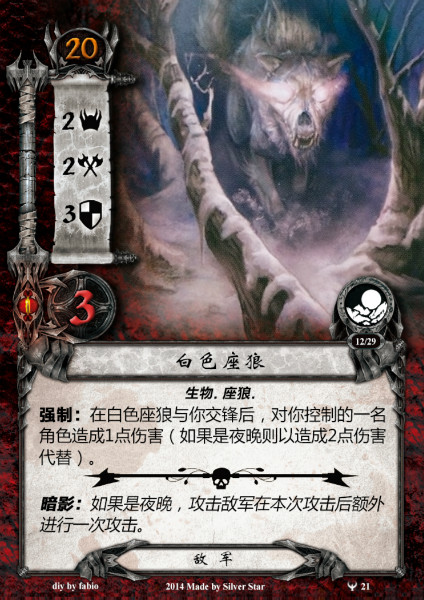 20
2
2
3
3
12/29
白色座狼
生物. 座狼.
强制：在白色座狼与你交锋后，对你控制的一名
角色造成1点伤害（如果是夜晚则以造成2点伤害
代替）。
暗影：如果是夜晚，攻击敌军在本次攻击后额外
进行一次攻击。
敌 军
diy by fabio
2014 Made by Silver Star
21